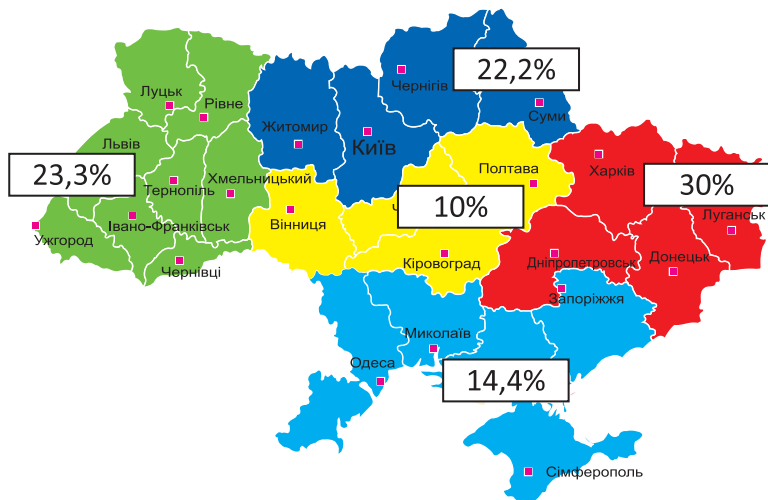 22,2%
Чернігів
Луцьк
Рівне
Суми
Житомир
Київ
Львів
23,3%
Хмельницький
Тернопіль
Полтава
Харків
30%
10%
Луганськ
Івано-Франківськ
Вінниця
Ужгород
Чернівці
Кіровоград
Дніпропетровськ
Донецьк
Запоріжжя
Миколаїв
Одеса
14,4%
Сімферополь